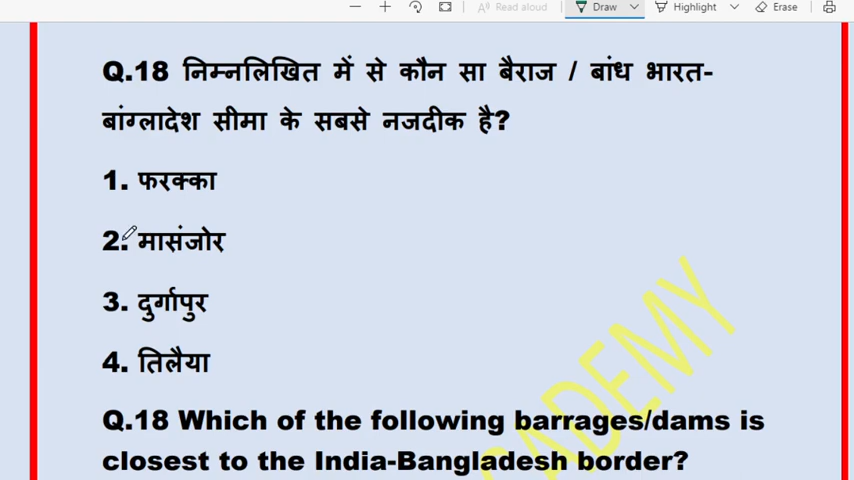 Read aloud Draw Highlight Erase
Q.18 निम्नलिखित में से कौन सा बैराज / बांध भारत-
बांग्लादेश सीमा के सबसे नजदीक है?
1. फरक्का
2. मासंजोर
3. दुर्गापुर
4. तिलैया
ADEMY
Q.18 Which of the following barrages/dams is
closest to the India-Bangladesh border?